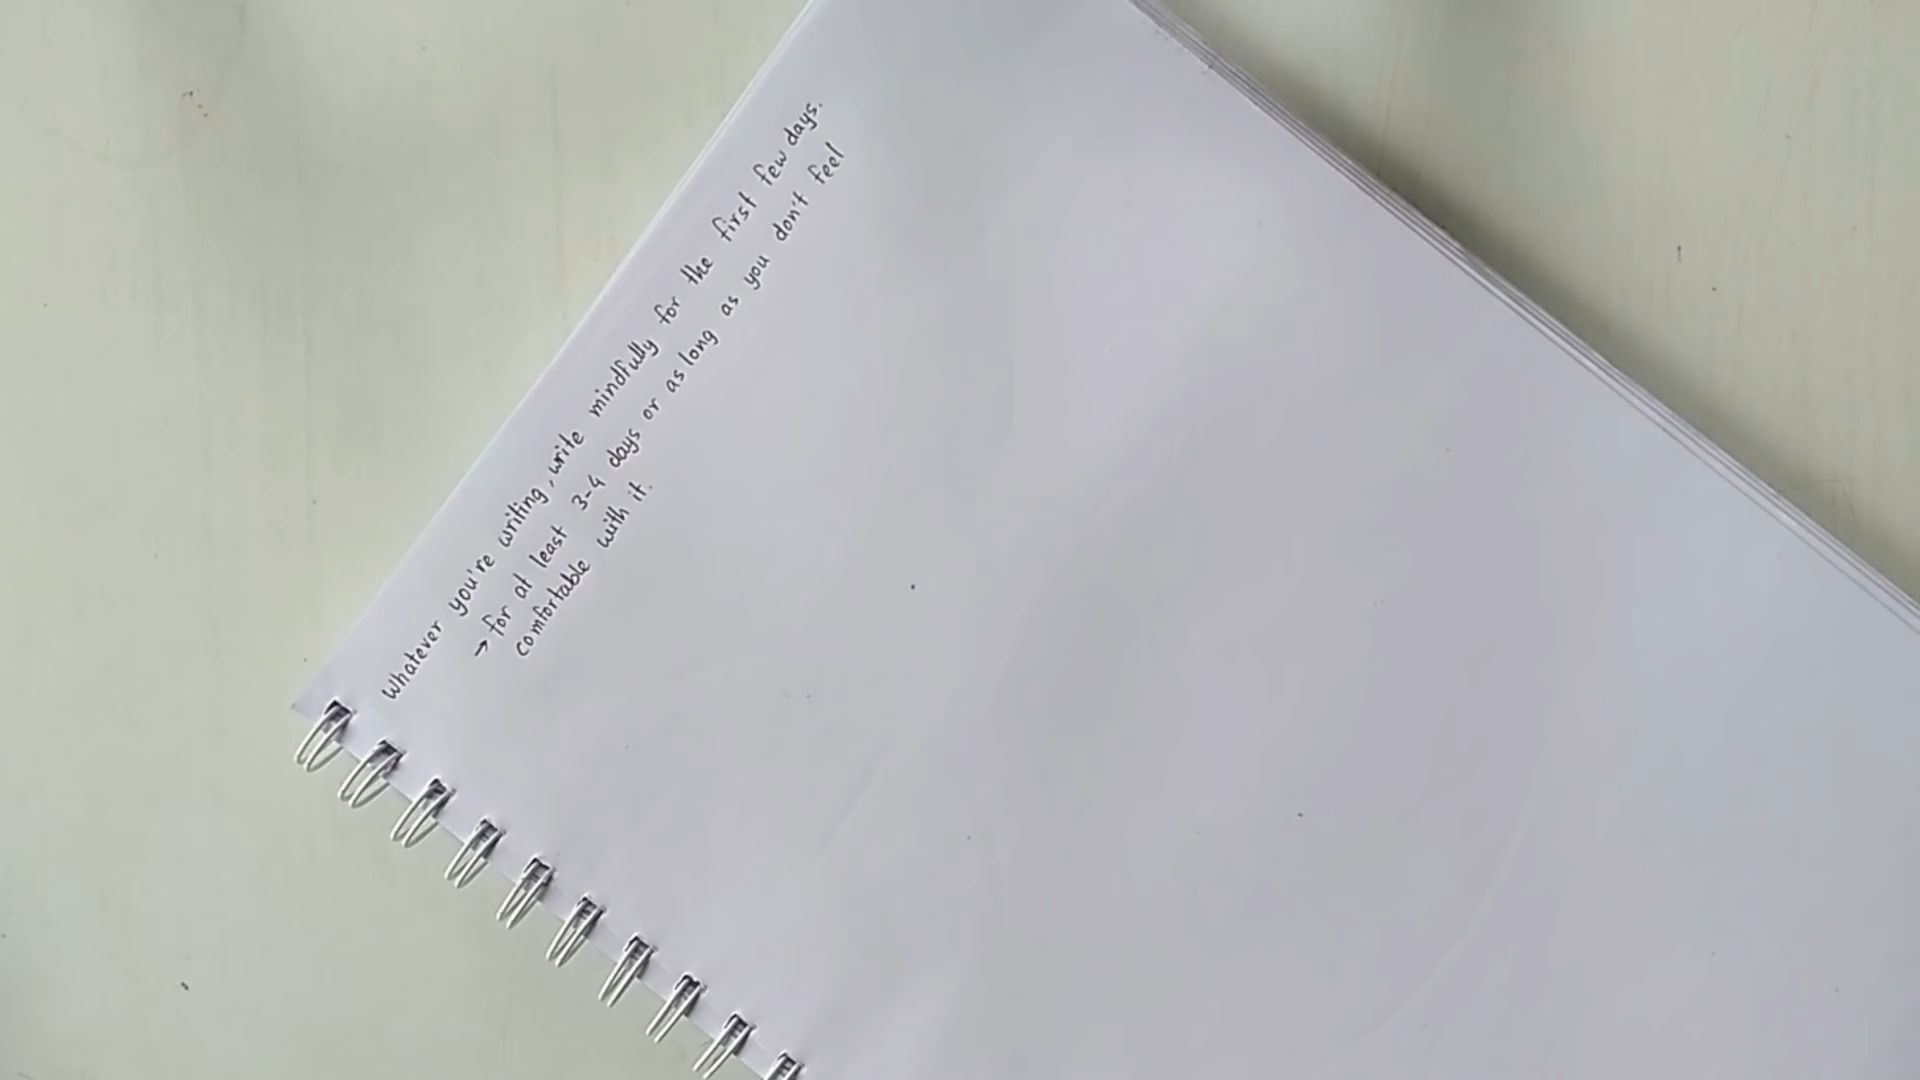 Whatever you're writing, write mindfully for the first few days.
→ for at least 3-4 days or as long as you don't feel
comfortable with it.